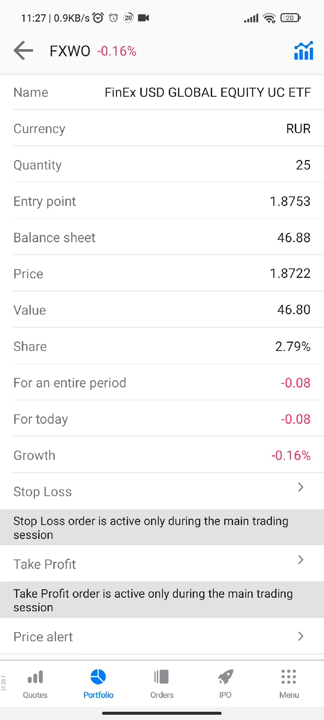 11:27 | 0.9KB/s 20 20
FXWO -0.16%
Name FinEx USD GLOBAL EQUITY UC ETF
Currency RUR
Quantity 25
Entry point 1.8753
Balance sheet 46.88
Price 1.8722
Value 46.80
Share 2.79%
For an entire period -0.08
For today -0.08
Growth -0.16%
Stop Loss
Stop Loss order is active only during the main trading
session
Take Profit
Take Profit order is active only during the main trading
session
Price alert
Quotes Portfolio Orders IPO Menu